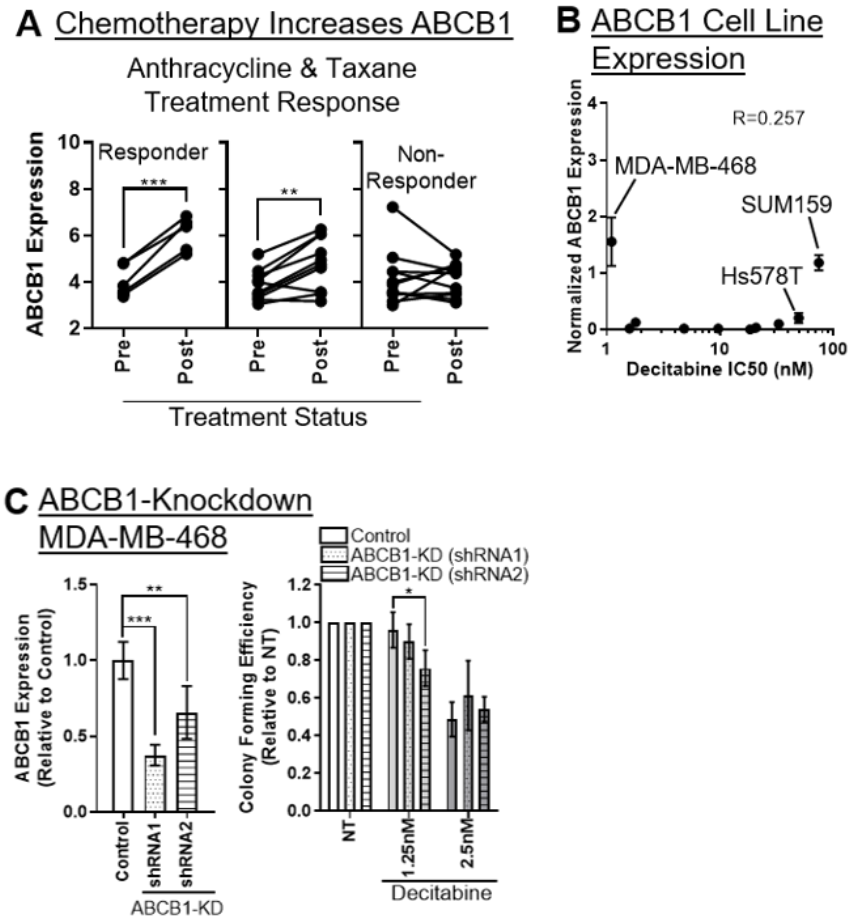 A Chemotherapy Increases ABCB1
Anthracycline & Taxane
Treatment Response
ABCB1 Expression
10
8
6
4
2
Responder
***
**
Non-
Responder
Pre
Post
Pre
Post
Pre
Post
Treatment Status
B ABCB1 Cell Line
Expression
Normalized ABCB1 Expression
4
3
2
1
0
R=0.257
MDA-MB-468
SUM159
Hs578T
1
10
100
Decitabine IC50 (nM)
C ABCB1-Knockdown
MDA-MB-468
ABCB1 Expression
(Relative to Control)
1.5
1.0
0.5
0.0
**
***
Control
shRNA1
shRNA2
ABCB1-KD
Control
ABCB1-KD (shRNA1)
ABCB1-KD (shRNA2)
Colony Forming Efficiency
(Relative to NT)
1.2
1.0
0.8
0.6
0.4
0.2
0.0
*
NT
1.25nM
2.5nM
Decitabine